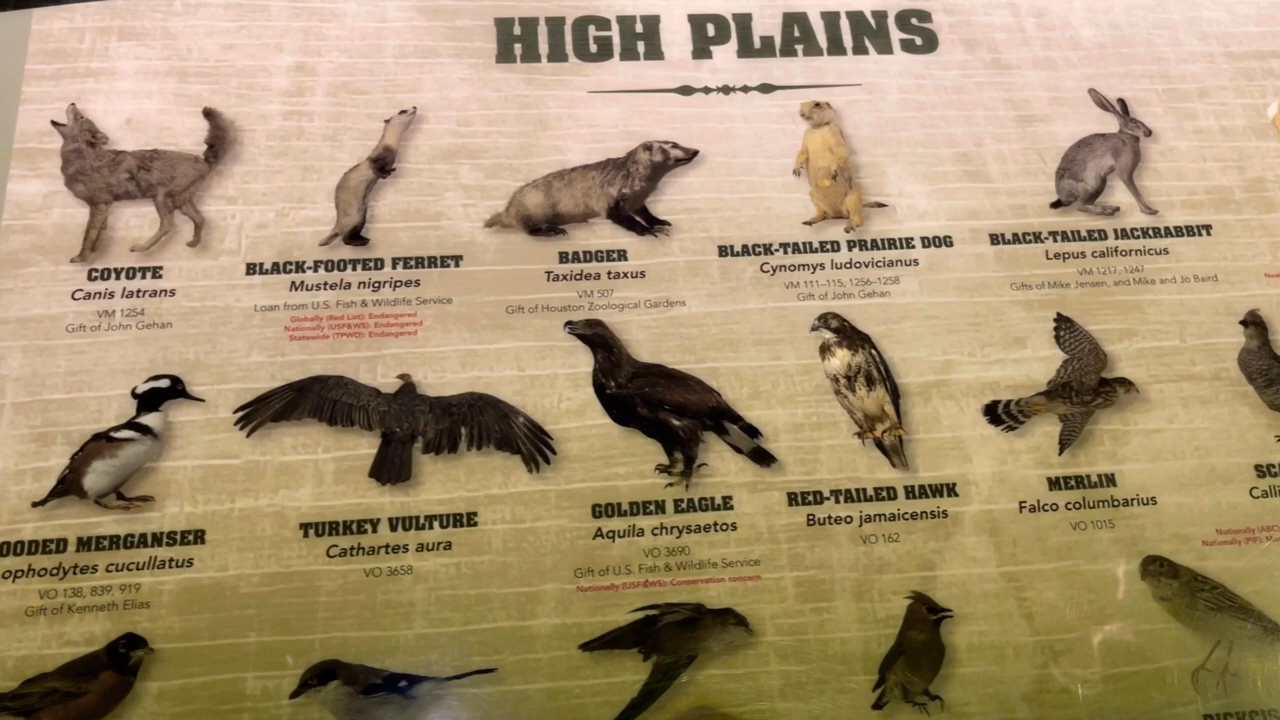 HIGH PLAINS
COYOTE
Canis latrans
VM 1254
Gift of John Gehan
BLACK-FOOTED FERRET
Mustela nigripes
Loan from U.S. Fish & Wildlife Service
Globally (Red List): Endangered
Nationally (USF&WS): Endangered
Statewide (TPWD): Endangered
BADGER
Taxidea taxus
VM 507
Gift of Houston Zoological Gardens
BLACK-TAILED PRAIRIE DOG
Cynomys ludovicianus
VM 111–115, 1256–1258
Gift of John Gehan
BLACK-TAILED JACKRABBIT
Lepus californicus
VM 1217, 1247
Gifts of Mike Jensen, and Mike and Jo Baird
OODED MERGANSER
ophodytes cucullatus
VO 138, 839, 919
Gift of Kenneth Elias
TURKEY VULTURE
Cathartes aura
VO 3658
GOLDEN EAGLE
Aquila chrysaetos
VO 3690
Gift of U.S. Fish & Wildlife Service
Nationally (USF&WS): Conservation concern
RED-TAILED HAWK
Buteo jamaicensis
VO 162
MERLIN
Falco columbarius
VO 1015
Calli
Nationally (ABC)
Nationally (PIF):